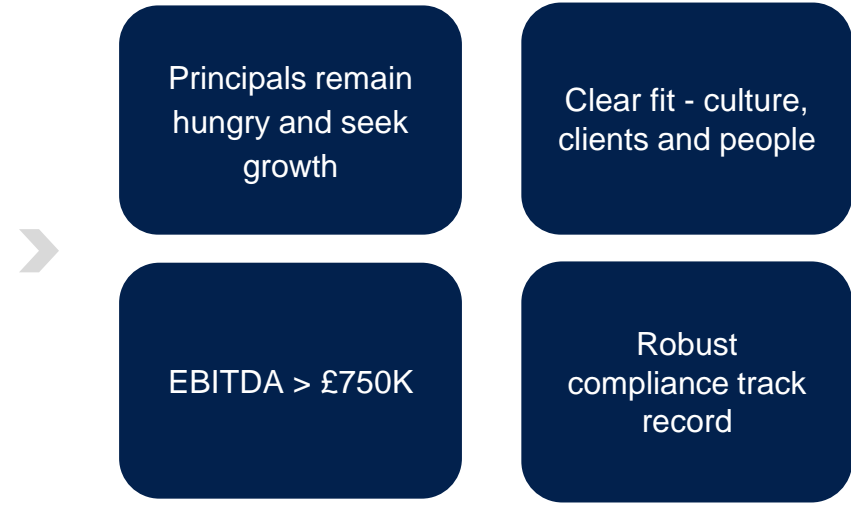 Principals remain
hungry and seek
growth
Clear fit - culture,
clients and people
EBITDA > £750K
Robust
compliance track
record